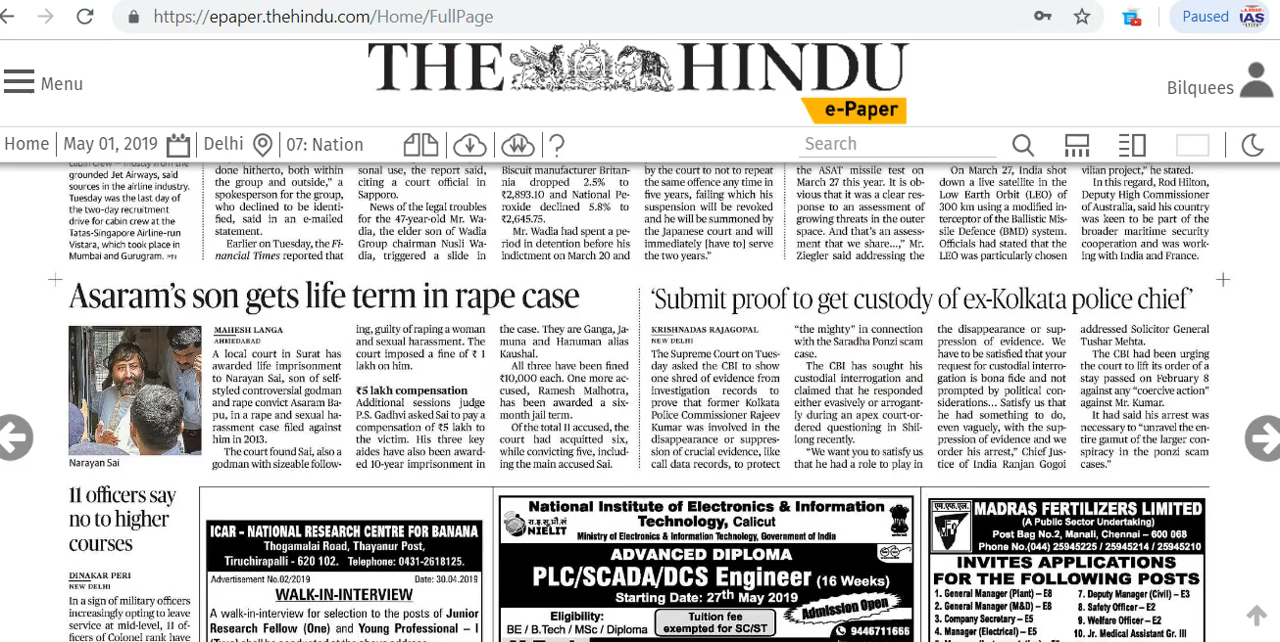 https://epaper.thehindu.com/Home/FullPage
Paused
IAS
THE HINDU
e-Paper
Menu
Bilquees
Home
May 01, 2019
Delhi
07: Nation
?
Search
grounded Jet Airways, said
sources in the airline industry.
Tuesday was the last day of
the two-day recruitment
drive for cabin crew at the
Tatas-Singapore Airline-run
Vistara, which took place in
Mumbai and Gurugram. PTI
done hitherto, both within
the group and outside," a
spokesperson for the group,
who declined to be identi-
fied, said in an e-mailed
statement.
Earlier on Tuesday, the Fi-
nancial Times reported that
sonal use, the report said,
citing a court official in
Sapporo.
News of the legal troubles
for the 47-year-old Mr. Wa-
dia, the elder son of Wadia
Group chairman Nusli Wa-
dia, triggered a slide in
Biscuit manufacturer Britan-
nia dropped 2.5% to
₹2,893.10 and National Pe-
roxide declined 5.8% to
₹2,645.75.
Mr. Wadia had spent a pe-
riod in detention before his
indictment on March 20 and
by the court to not to repeat
the same offence any time in
five years, failing which his
suspension will be revoked
and he will be summoned by
the Japanese court and will
immediately [have to] serve
the two years."
the ASAT missile test on
March 27 this year. It is ob-
vious that it was a clear res-
ponse to an assessment of
growing threats in the outer
space. And that's an assess-
ment that we share...," Mr.
Ziegler said addressing the
On March 27, India shot
down a live satellite in the
Low Earth Orbit (LEO) of
300 km using a modified in-
terceptor of the Ballistic Mis-
sile Defence (BMD) system.
Officials had stated that the
LEO was particularly chosen
vilian project," he stated.
In this regard, Rod Hilton,
Deputy High Commissioner
of Australia, said his country
was keen to be part of the
broader maritime security
cooperation and was work-
ing with India and France.
Asaram's son gets life term in rape case
Narayan Sai
MAHESH LANGA
AHMEDABAD
A local court in Surat has
awarded life imprisonment
to Narayan Sai, son of self-
styled controversial godman
and rape convict Asaram Ba-
pu, in a rape and sexual ha-
rassment case filed against
him in 2013.
The court found Sai, also a
godman with sizeable follow-
ing, guilty of raping a woman
and sexual harassment. The
court imposed a fine of ₹ 1
lakh on him.
₹5 lakh compensation
Additional sessions judge
P.S. Gadhvi asked Sai to pay a
compensation of ₹5 lakh to
the victim. His three key
aides have also been award-
ed 10-year imprisonment in
the case. They are Ganga, Ja-
muna and Hanuman alias
Kaushal.
All three have been fined
₹10,000 each. One more ac-
cused, Ramesh Malhotra,
has been awarded a six-
month jail term.
Of the total 11 accused, the
court had acquitted six,
while convicting five, includ-
ing the main accused Sai.
'Submit proof to get custody of ex-Kolkata police chief'
KRISHNADAS RAJAGOPAL
NEW DELHI
The Supreme Court on Tues-
day asked the CBI to show
one shred of evidence from
investigation records to
prove that former Kolkata
Police Commissioner Rajeev
Kumar was involved in the
disappearance or suppres-
sion of crucial evidence, like
call data records, to protect
"the mighty" in connection
with the Saradha Ponzi scam
case.
The CBI has sought his
custodial interrogation and
claimed that he responded
either evasively or arrogant-
ly during an apex court-or-
dered questioning in Shil-
long recently.
"We want you to satisfy us
that he had a role to play in
the disappearance or sup-
pression of evidence. We
have to be satisfied that your
request for custodial interro-
gation is bona fide and not
prompted by political con-
siderations... Satisfy us that
he had something to do,
even vaguely, with the sup-
pression of evidence and we
order his arrest," Chief Jus-
tice of India Ranjan Gogoi
addressed Solicitor General
Tushar Mehta.
The CBI had been urging
the court to lift its order of a
stay passed on February 8
against any "coercive action"
against Mr. Kumar.
It had said his arrest was
necessary to "unravel the en-
tire gamut of the larger con-
spiracy in the ponzi scam
cases."
11 officers say
no to higher
courses
DINAKAR PERI
NEW DELHI
In a sign of military officers
increasingly opting to leave
service at mid-level, 11 of-
ficers of Colonel rank have
ICAR - NATIONAL RESEARCH CENTRE FOR BANANA
Thogamalai Road, Thayanur Post,
Tiruchirapalli - 620 102. Telephone: 0431-2618125.
Advertisement No.02/2019 Date: 30.04.2019
WALK-IN-INTERVIEW
A walk-in-interview for selection to the posts of Junior
Research Fellow (One) and Young Professional – I
National Institute of Electronics & Information
Technology, Calicut
Ministry of Electronics & Information Technology, Government of India
रा.इ.सू.प्रौ.सं
NIELIT
ADVANCED DIPLOMA
PLC/SCADA/DCS Engineer (16 Weeks)
Starting Date: 27th May 2019
Admission Open
Eligibility:
BE / B.Tech / MSc / Diploma
Tuition fee
exempted for SC/ST
9446711666
एम.एफ.एल.
MFL
MADRAS FERTILIZERS LIMITED
(A Public Sector Undertaking)
Post Bag No.2, Manali, Chennai – 600 068
Phone No.(044) 25945225 / 25945214 / 25945210
INVITES APPLICATIONS
FOR THE FOLLOWING POSTS
1. General Manager (Plant) – E8
2. General Manager (M&D) – E8
3. Company Secretary – E5
4. Manager (Electrical) – E5
7. Deputy Manager (Civil) – E3
8. Safety Officer – E2
9. Welfare Officer – E2
10. Jr. Medical Assistant Gr. III